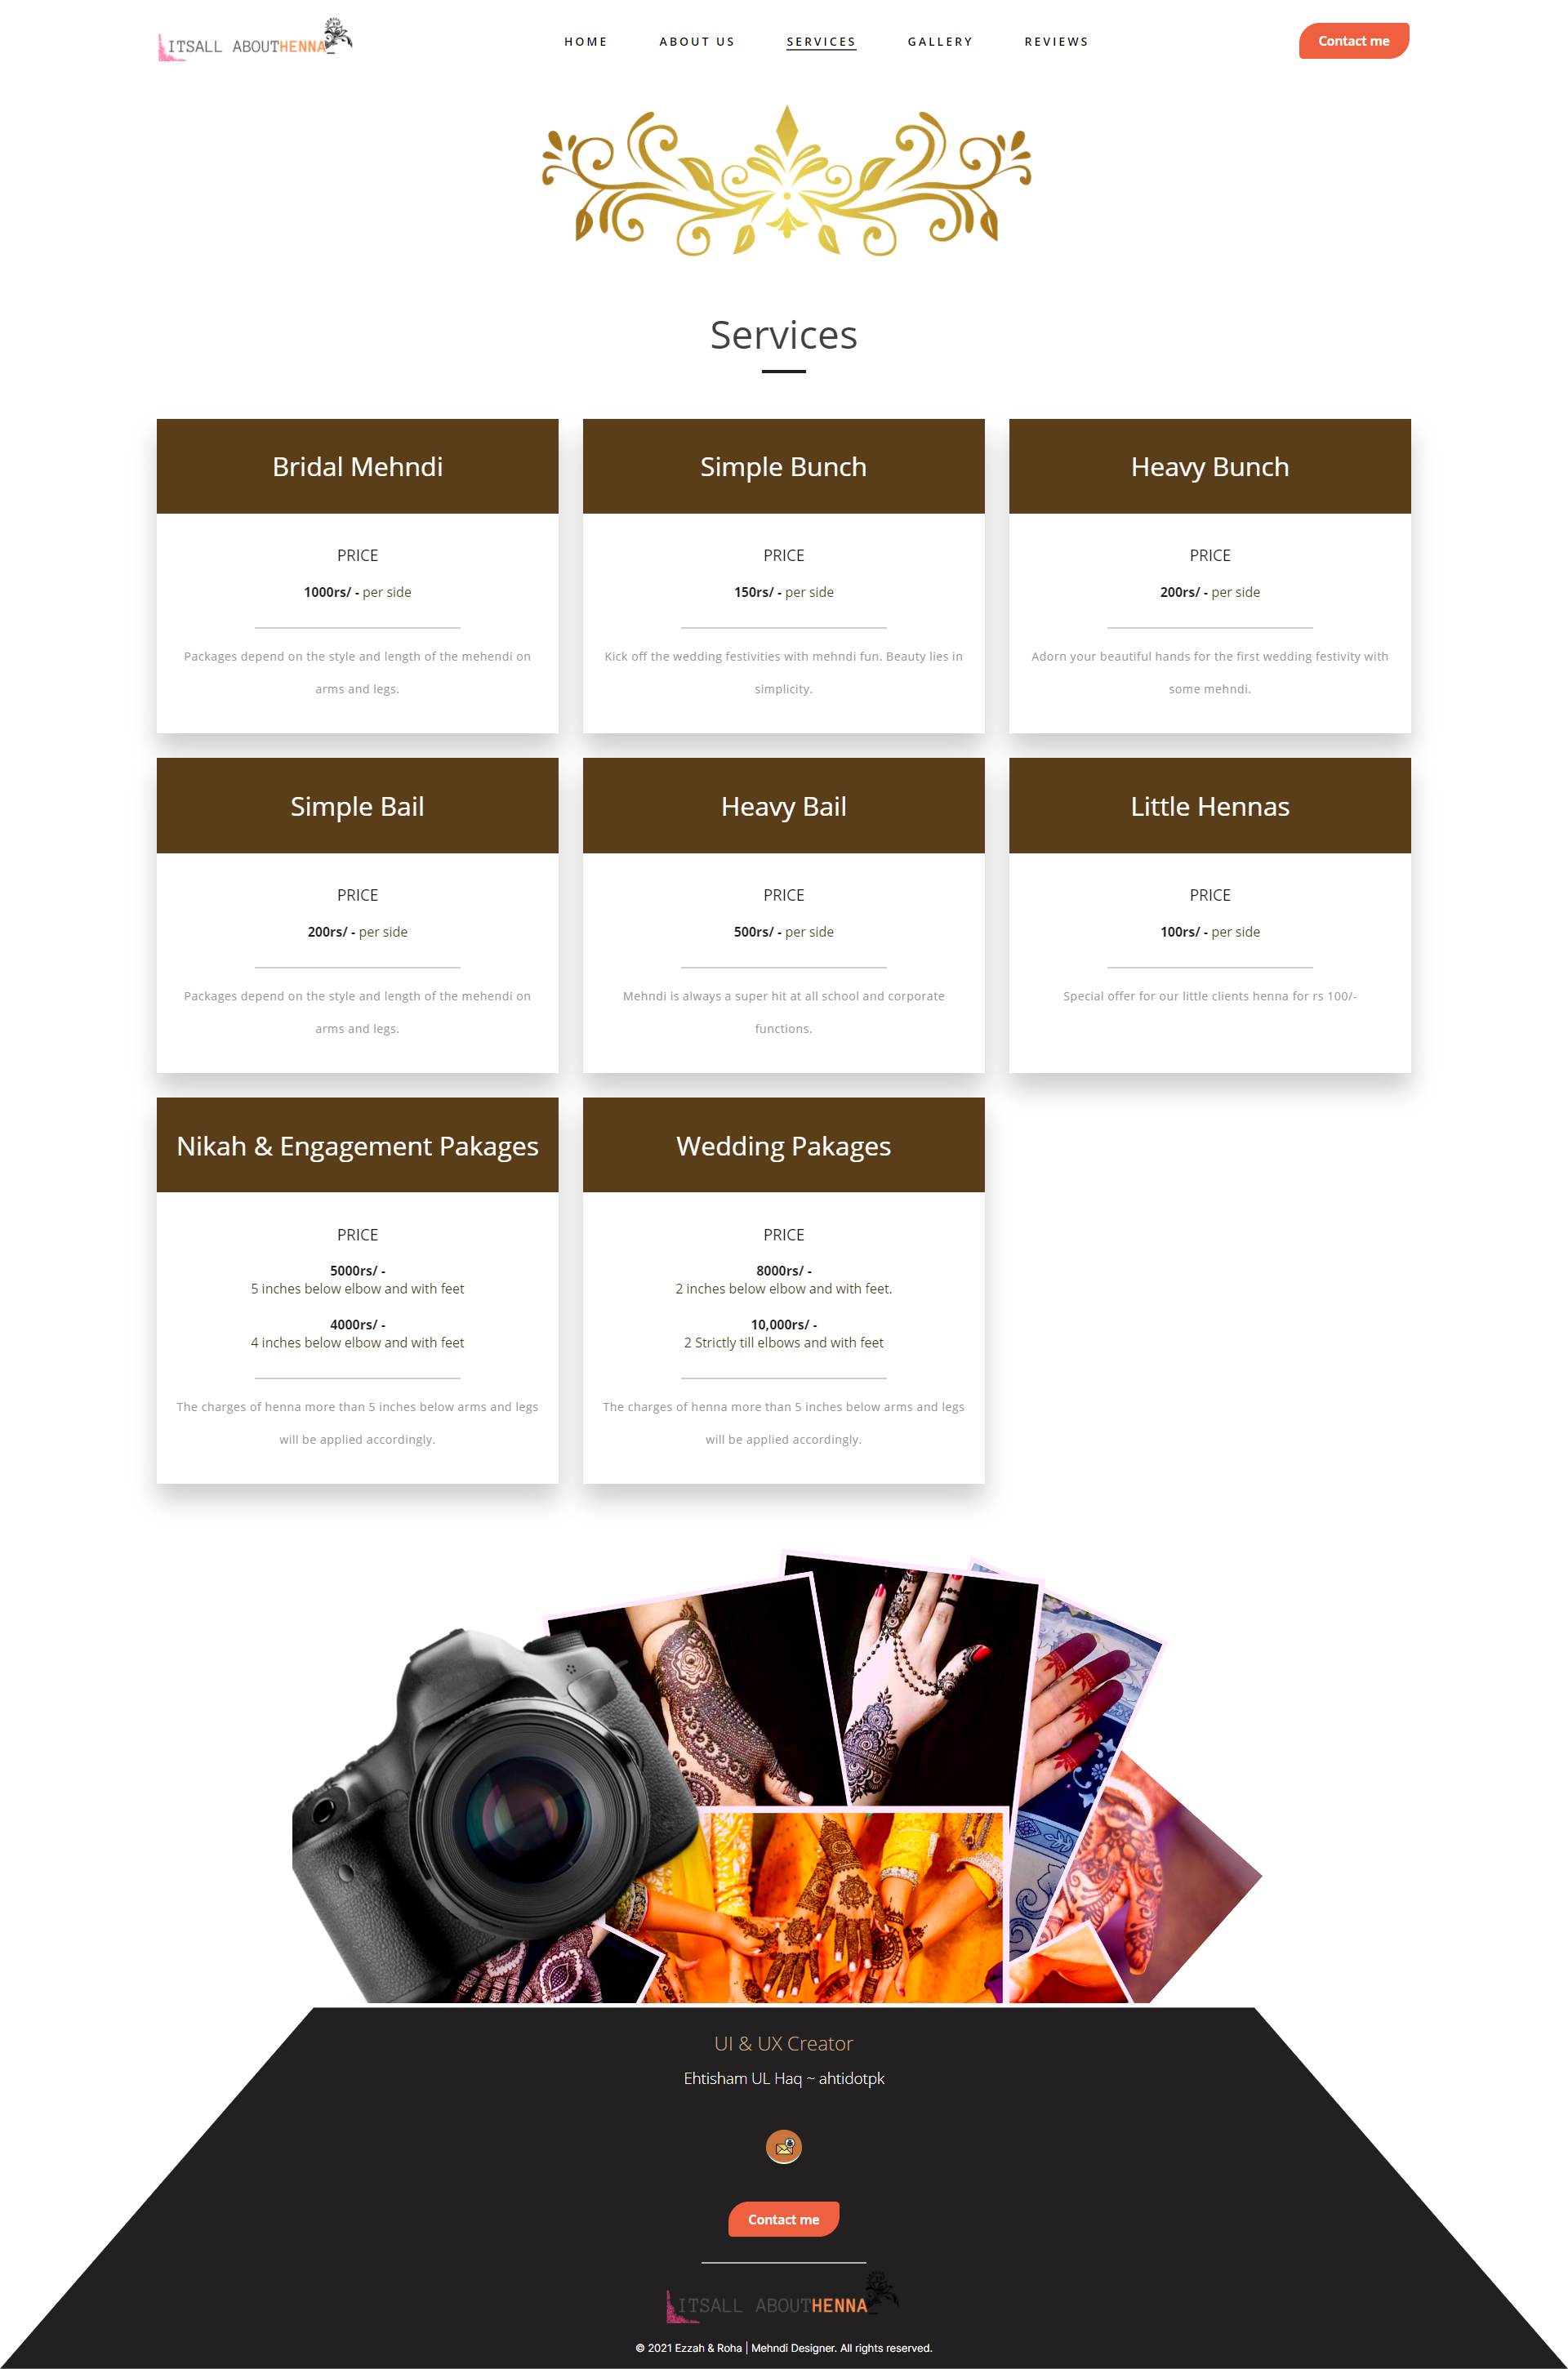 ITSALL ABOUTHENNA
HOME
ABOUT US
SERVICES
GALLERY
REVIEWS
Contact me
Services
Bridal Mehndi
PRICE
1000rs/ - per side
Packages depend on the style and length of the mehendi on
arms and legs.
Simple Bunch
PRICE
150rs/ - per side
Kick off the wedding festivities with mehndi fun. Beauty lies in
simplicity.
Heavy Bunch
PRICE
200rs/ - per side
Adorn your beautiful hands for the first wedding festivity with
some mehndi.
Simple Bail
PRICE
200rs/ - per side
Packages depend on the style and length of the mehendi on
arms and legs.
Heavy Bail
PRICE
500rs/ - per side
Mehndi is always a super hit at all school and corporate
functions.
Little Hennas
PRICE
100rs/ - per side
Special offer for our little clients henna for rs 100/-
Nikah & Engagement Pakages
PRICE
5000rs/ -
5 inches below elbow and with feet
4000rs/ -
4 inches below elbow and with feet
The charges of henna more than 5 inches below arms and legs
will be applied accordingly.
Wedding Pakages
PRICE
8000rs/ -
2 inches below elbow and with feet.
10,000rs/ -
2 Strictly till elbows and with feet
The charges of henna more than 5 inches below arms and legs
will be applied accordingly.
UI & UX Creator
Ehtisham UL Haq ~ ahtidotpk
Contact me
ITSALL ABOUTHENNA
© 2021 Ezzah & Roha | Mehndi Designer. All rights reserved.